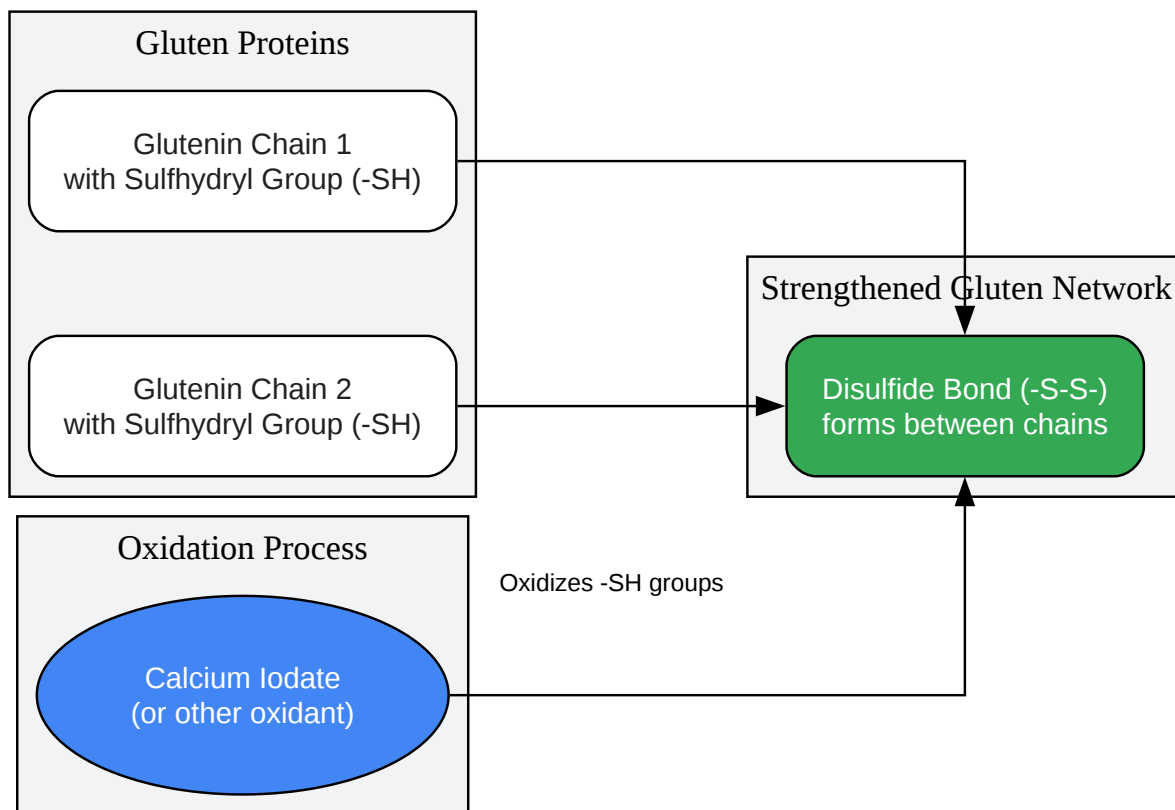 Gluten Proteins
Glutenin Chain 1
with Sulfhydryl Group (-SH)
Glutenin Chain 2
with Sulfhydryl Group (-SH)
Strengthened Gluten Network
Disulfide Bond (-S-S-)
forms between chains
Oxidation Process
Oxidizes -SH groups
Calcium Iodate
(or other oxidant)